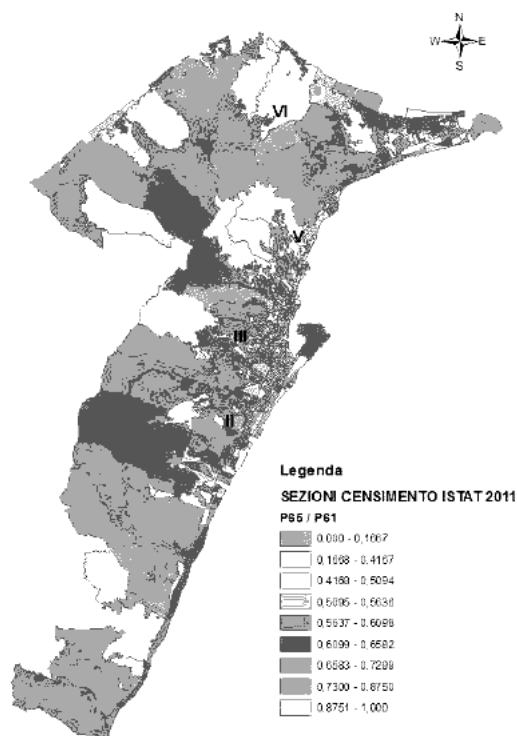 N
W E
S
VI
V
III
II
Legenda
SEZIONI CENSIMENTO ISTAT 2011
P65 / P61
0,000 - 0,1667
0,1668 - 0,4167
0,4168 - 0,5094
0,5095 - 0,5636
0,5637 - 0,6098
0,6099 - 0,6582
0,6583 - 0,7299
0,7300 - 0,8750
0,8751 - 1,000